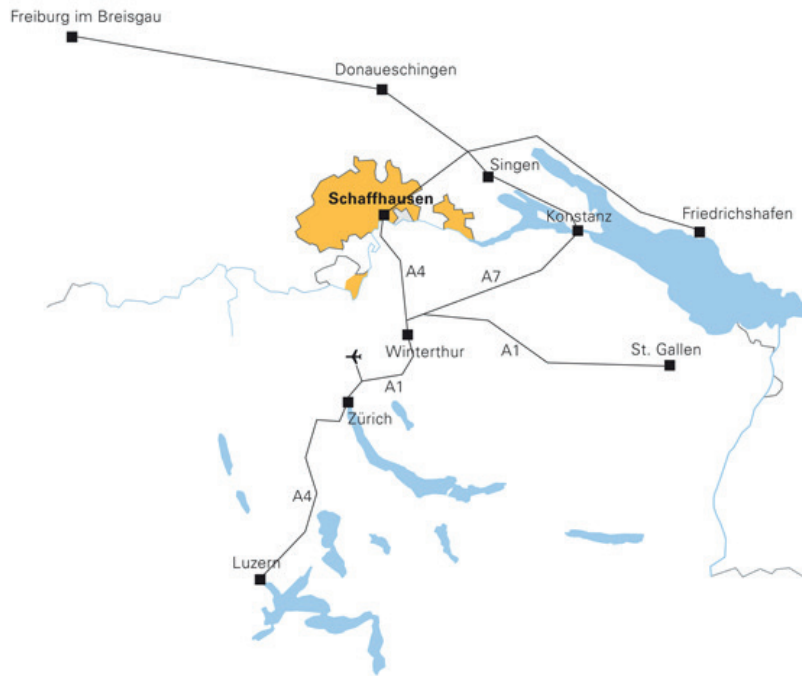 Freiburg im Breisgau
Donaueschingen
Singen
Schaffhausen
Konstanz
Friedrichshafen
A4
A7
Winterthur
A1
St. Gallen
A1
Zürich
A4
Luzern